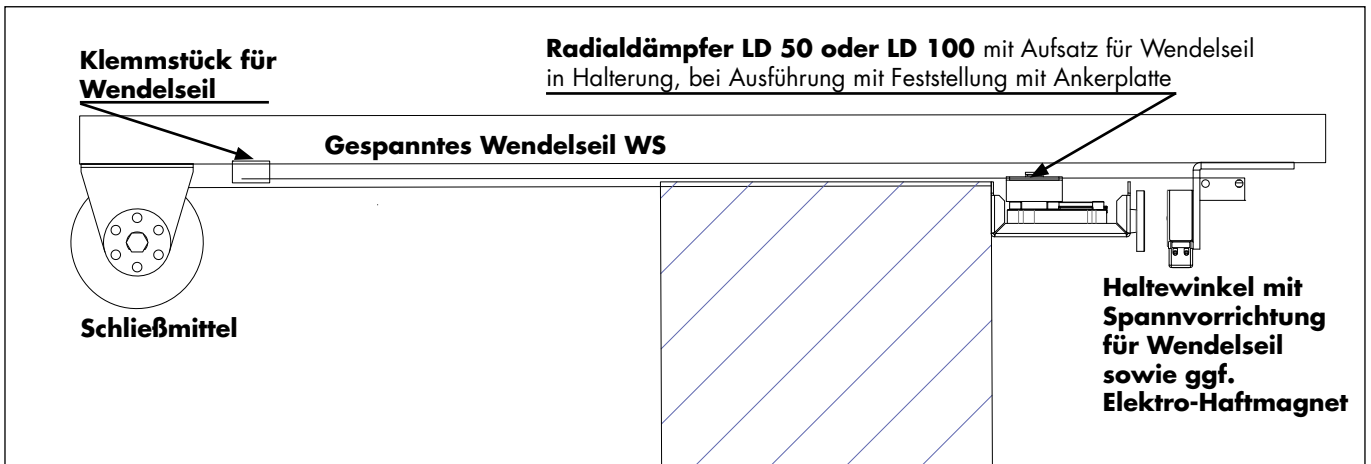 Klemmstück für
Wendelseil
Radialdämpfer LD 50 oder LD 100 mit Aufsatz für Wendelseil
in Halterung, bei Ausführung mit Feststellung mit Ankerplatte
Gespanntes Wendelseil WS
Schließmittel
Haltewinkel mit
Spannvorrichtung
für Wendelseil
sowie ggf.
Elektro-Haftmagnet